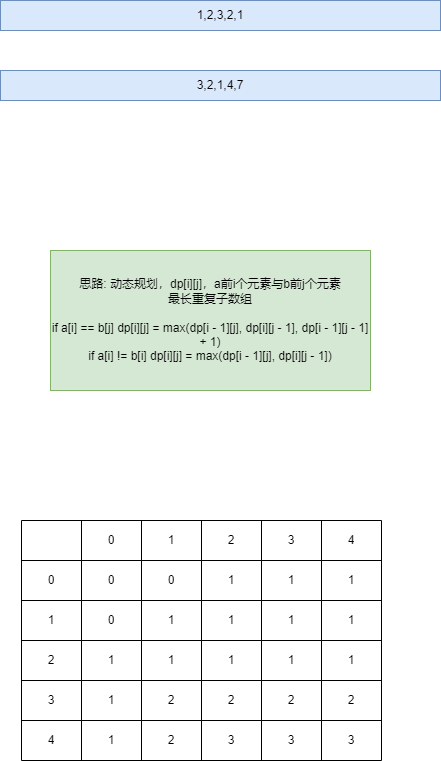 1,2,3,2,1
3,2,1,4,7
思路: 动态规划，dp[i][j]，a前i个元素与b前j个元素
最长重复子数组
if a[i] == b[j] dp[i][j] = max(dp[i - 1][j], dp[i][j - 1], dp[i - 1][j - 1]
+ 1)
if a[i] != b[i] dp[i][j] = max(dp[i - 1][j], dp[i][j - 1])
0 1 2 3 4
0 0 0 1 1 1
1 0 1 1 1 1
2 1 1 1 1 1
3 1 2 2 2 2
4 1 2 3 3 3